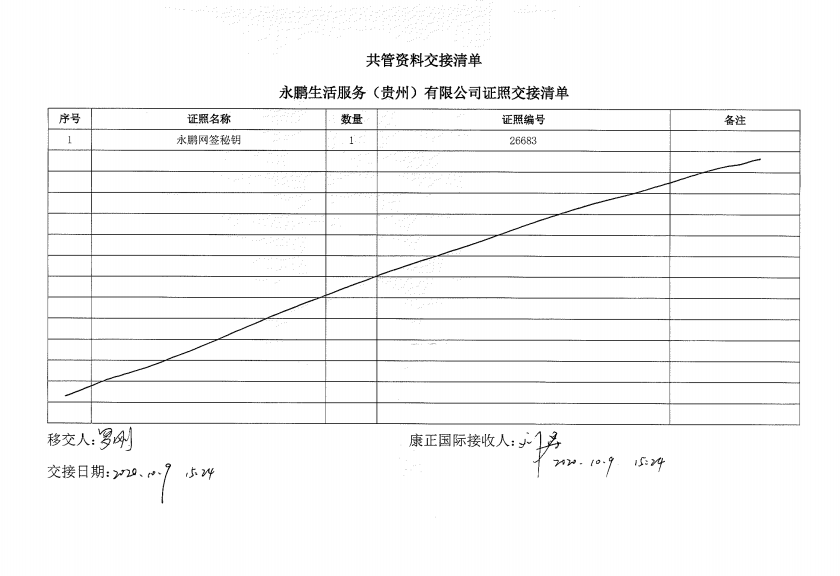 共管资料交接清单
永鹏生活服务（贵州）有限公司证照交接清单
序号 证照名称 数量 证照编号 备注
1 永鹏网签秘钥 1 26683
移交人：罗刚 康正国际接收人：
交接日期：2020.10.9 15:24 2020.10.9 15:24